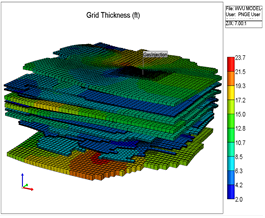 Grid Thickness (ft)
File: WVU MODEL-
User: PNGE User
Z/X: 7.00:1
23.7
21.5
19.3
17.2
15.0
12.8
10.7
8.5
6.3
4.2
2.0